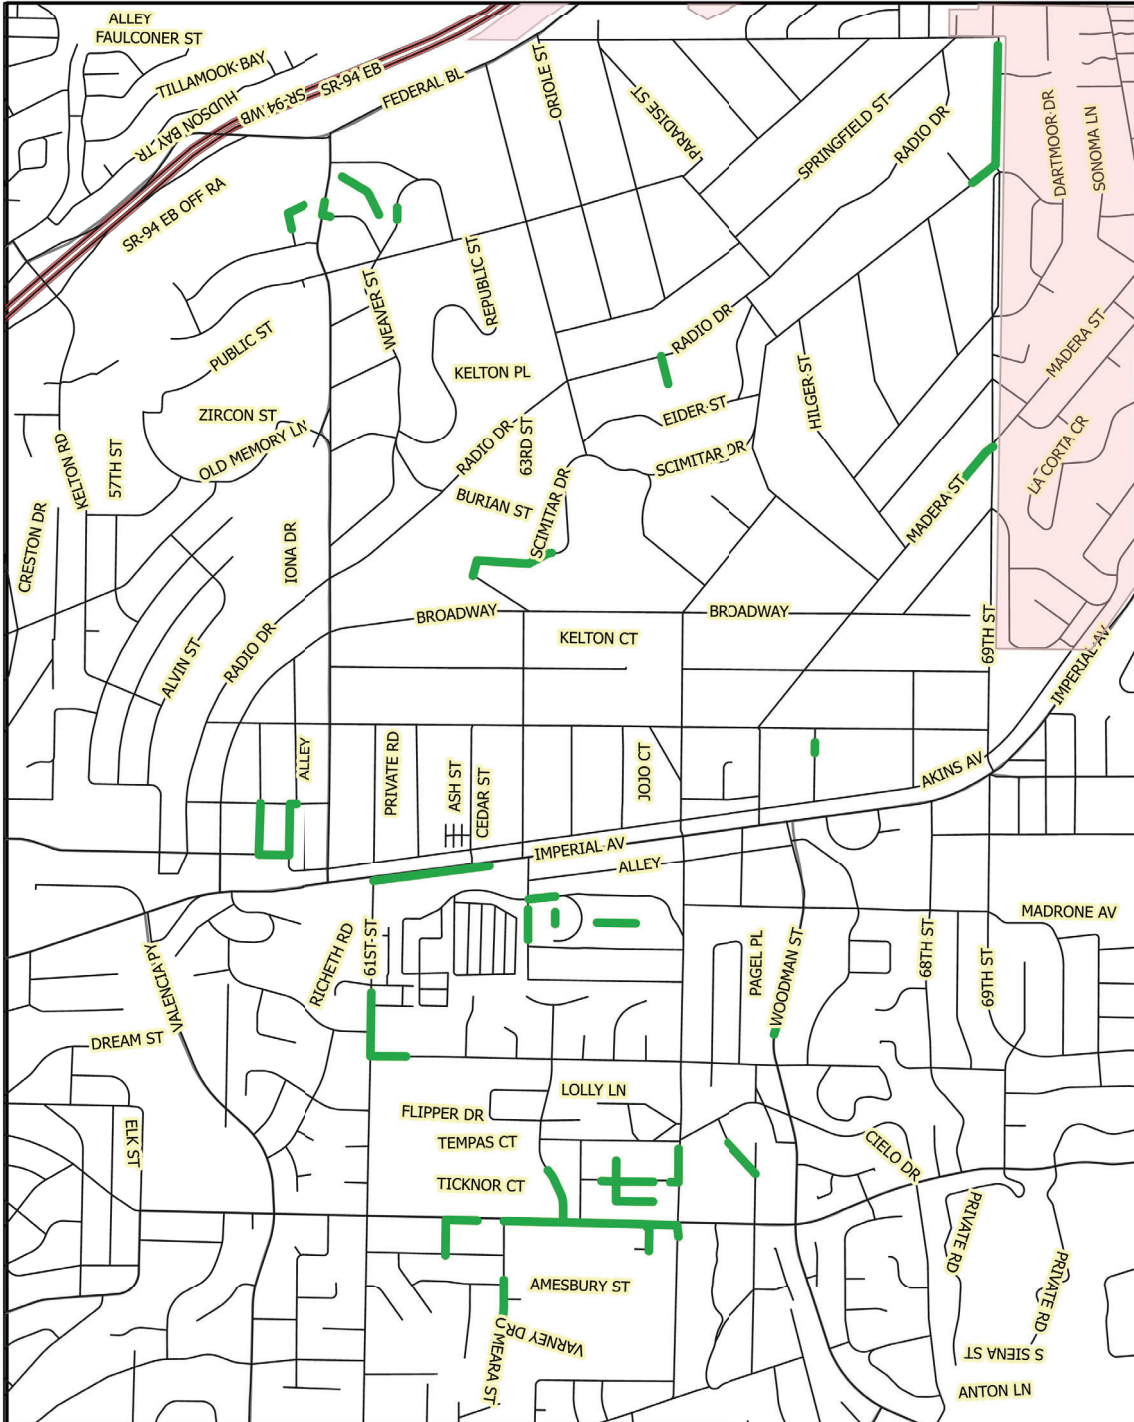 ALLEY
FAULCONER ST
TILLAMOOK BAY
HUDSON BAY TR
SR-94 WB
SR-94 EB
FEDERAL BL
ORIOLE ST
PARADISE ST
SPRINGFIELD ST
RADIO DR
DARTMOOR DR
SONOMA LN
SR-94 EB OFF RA
WEAVER ST
REPUBLIC ST
PUBLIC ST
RADIO DR
KELTON PL
MADERA ST
HILGER ST
ZIRCON ST
OLD MEMORY LN
EIDER ST
SCIMITAR DR
LA CORTA CR
KELTON RD
57TH ST
RADIO DR
63RD ST
BURIAN ST
SCIMITAR DR
MADERA ST
CRESTON DR
IONA DR
BROADWAY
BROADWAY
KELTON CT
69TH ST
IMPERIAL AV
ALVIN ST
RADIO DR
ALLEY
PRIVATE RD
ASH ST
CEDAR ST
JOJO CT
AKINS AV
IMPERIAL AV
ALLEY
MADRONE AV
VALENCIA PY
RICHETH RD
61ST ST
PAGEL PL
WOODMAN ST
68TH ST
69TH ST
DREAM ST
LOLLY LN
FLIPPER DR
ELK ST
TEMPAS CT
CIELO DR
TICKNOR CT
PRIVATE RD
PRIVATE RD
AMESBURY ST
O MEARA ST
VARNEY DR
S SIENA ST
ANTON LN